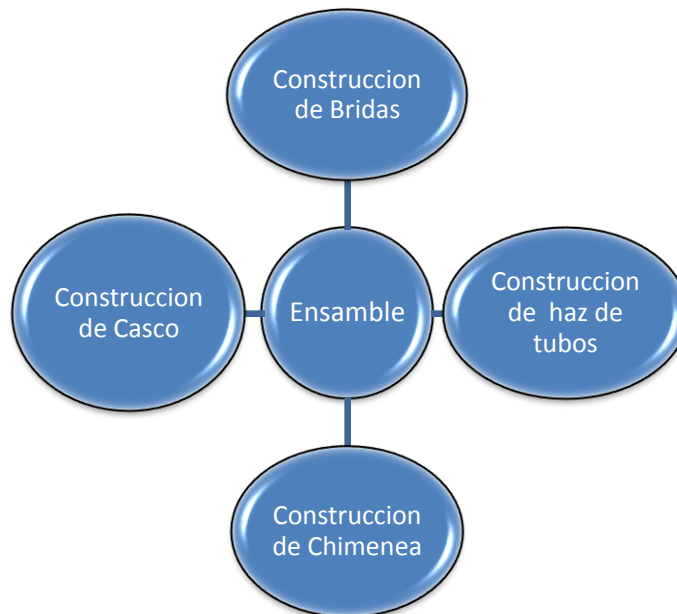 Construccion
de Bridas
Construccion
de Casco
Ensamble
Construccion
de haz de
tubos
Construccion
de Chimenea